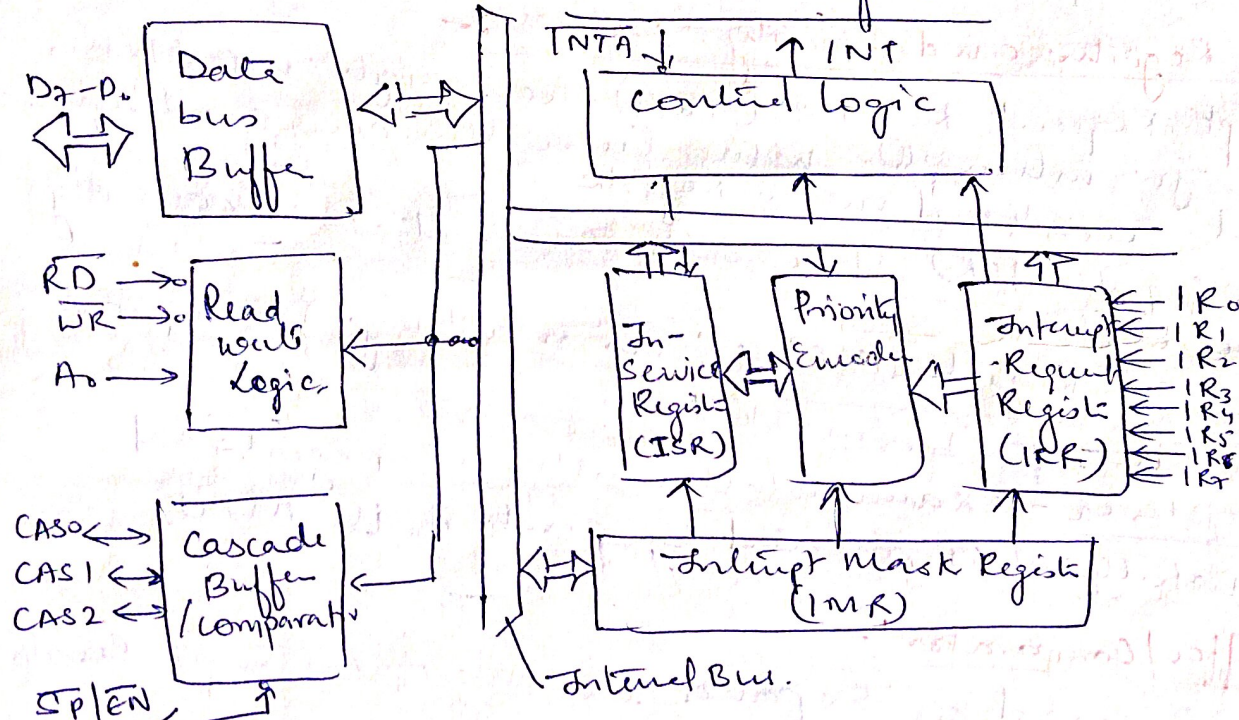 D7-D0
Data
bus
Buffer
INTA
INT
Control Logic
RD
WR
A0
Read
Write
Logic
In-
Service
Register
(ISR)
Priority
Encoder
Interrupt
-Request
Register
(IRR)
IR0
IR1
IR2
IR3
IR4
IR5
IR6
IR7
CAS0
CAS1
CAS2
Cascade
Buffer
/comparator
SP/EN
Interrupt Mask Register
(IMR)
Internal Bus.